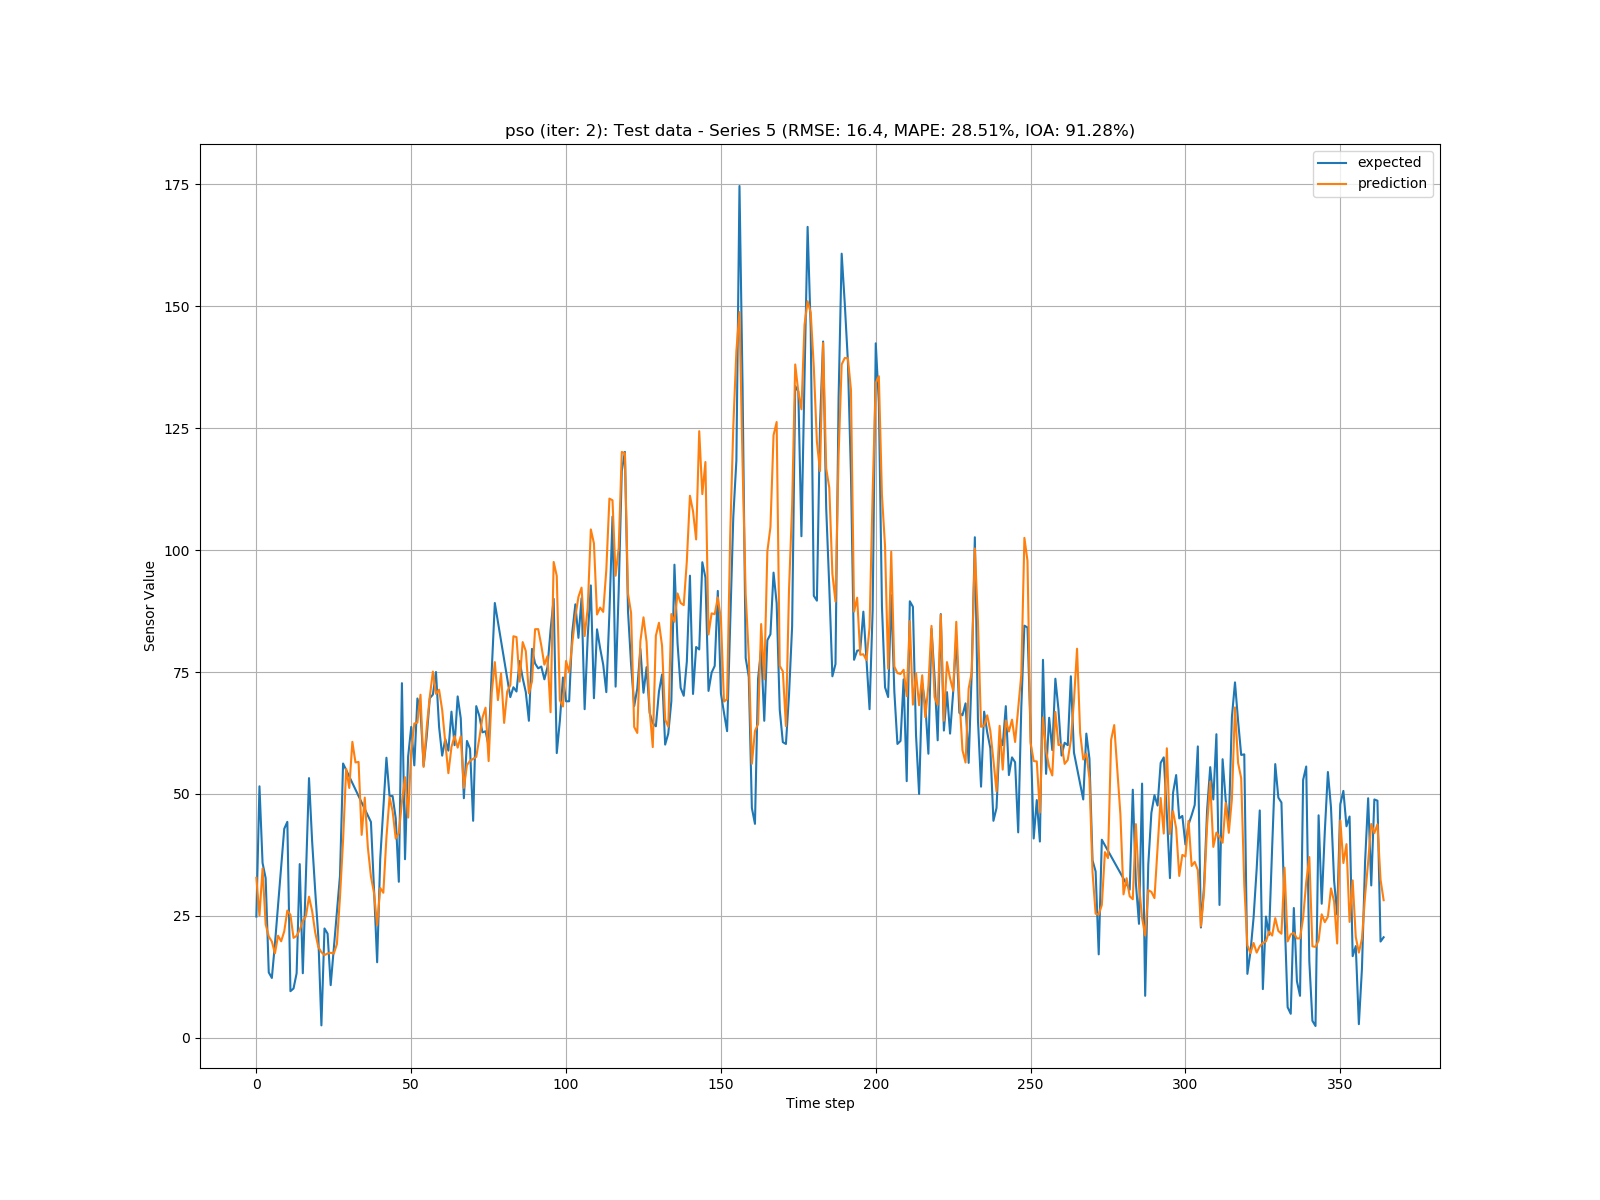 pso (iter: 2): Test data - Series 5 (RMSE: 16.4, MAPE: 28.51%, IOA: 91.28%)
expected
prediction
175
150
125
100
75
50
25
0
Sensor Value
0 50 100 150 200 250 300 350
Time step